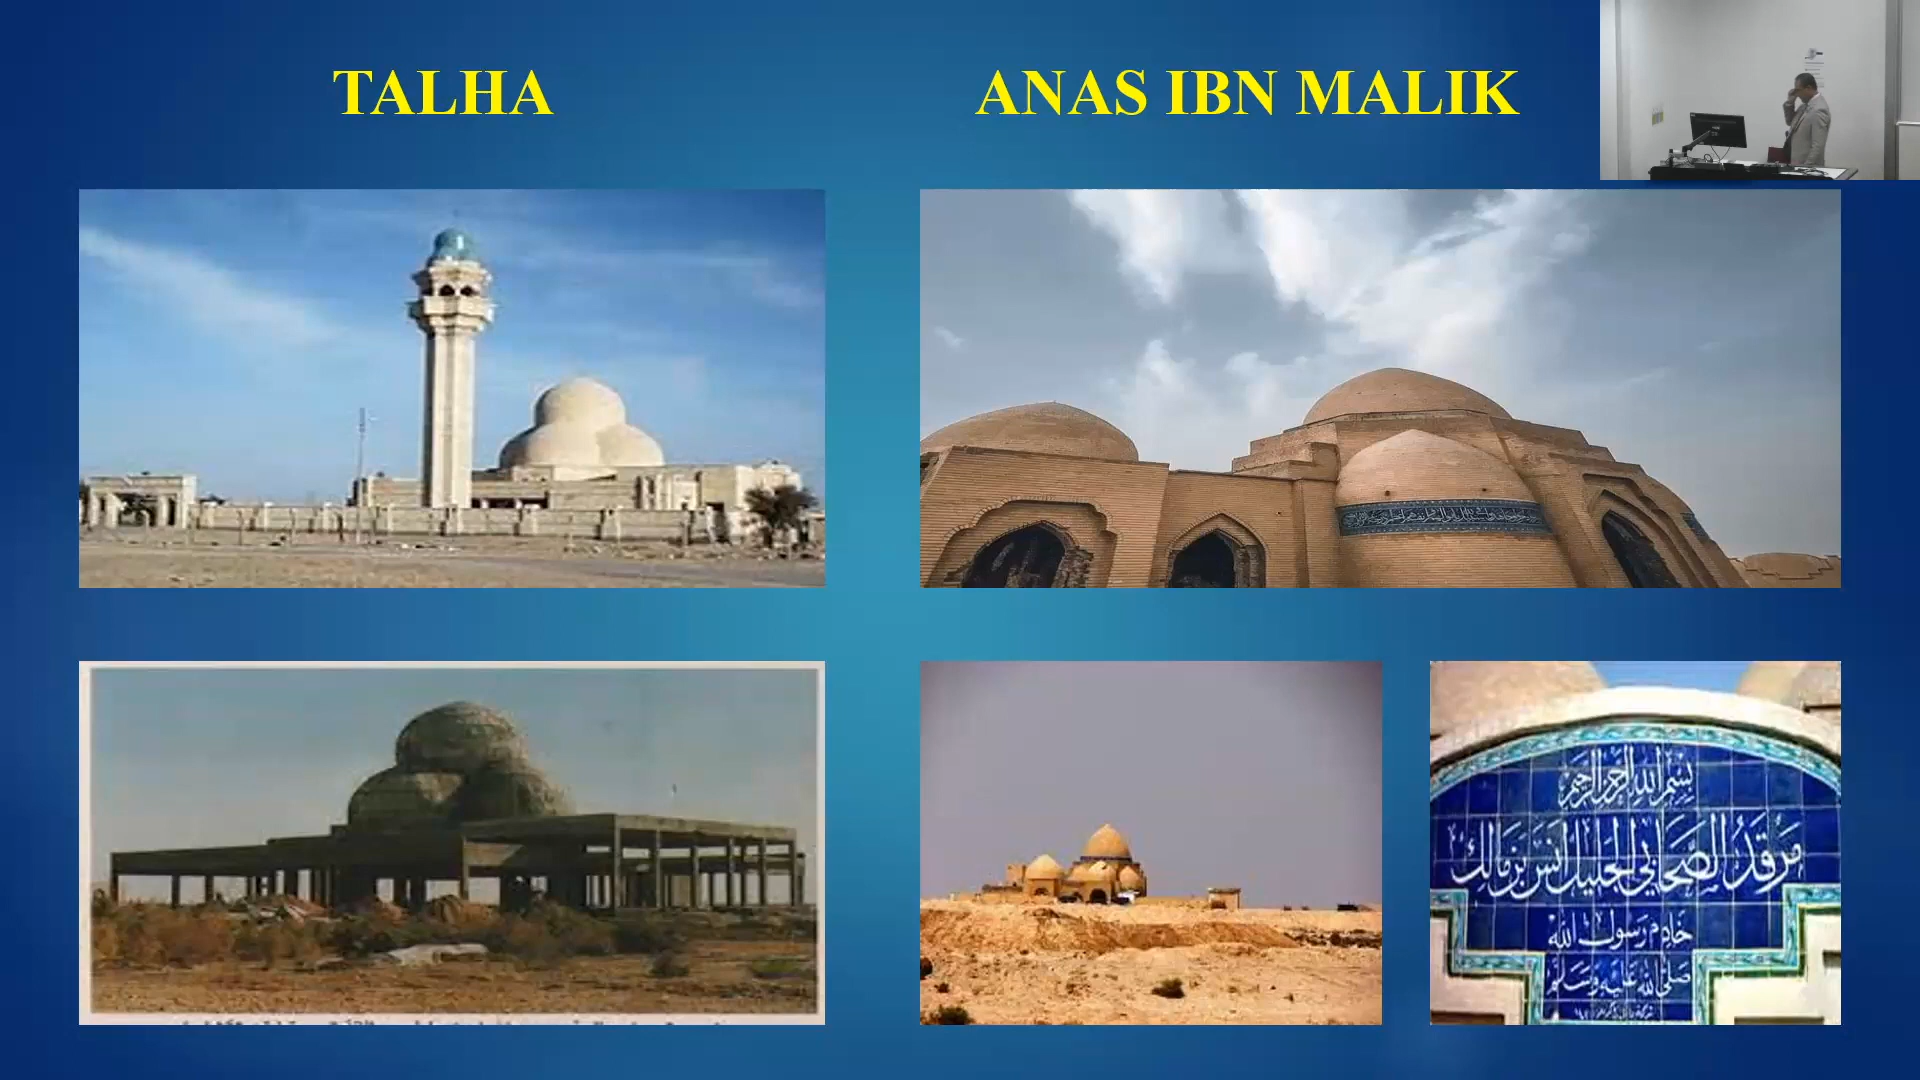 TALHA
ANAS IBN MALIK
بسم الله الرحمن الرحيم
مرقد الصحابي الجليل أنس بن مالك
خادم رسول الله
صلى الله عليه وسلم